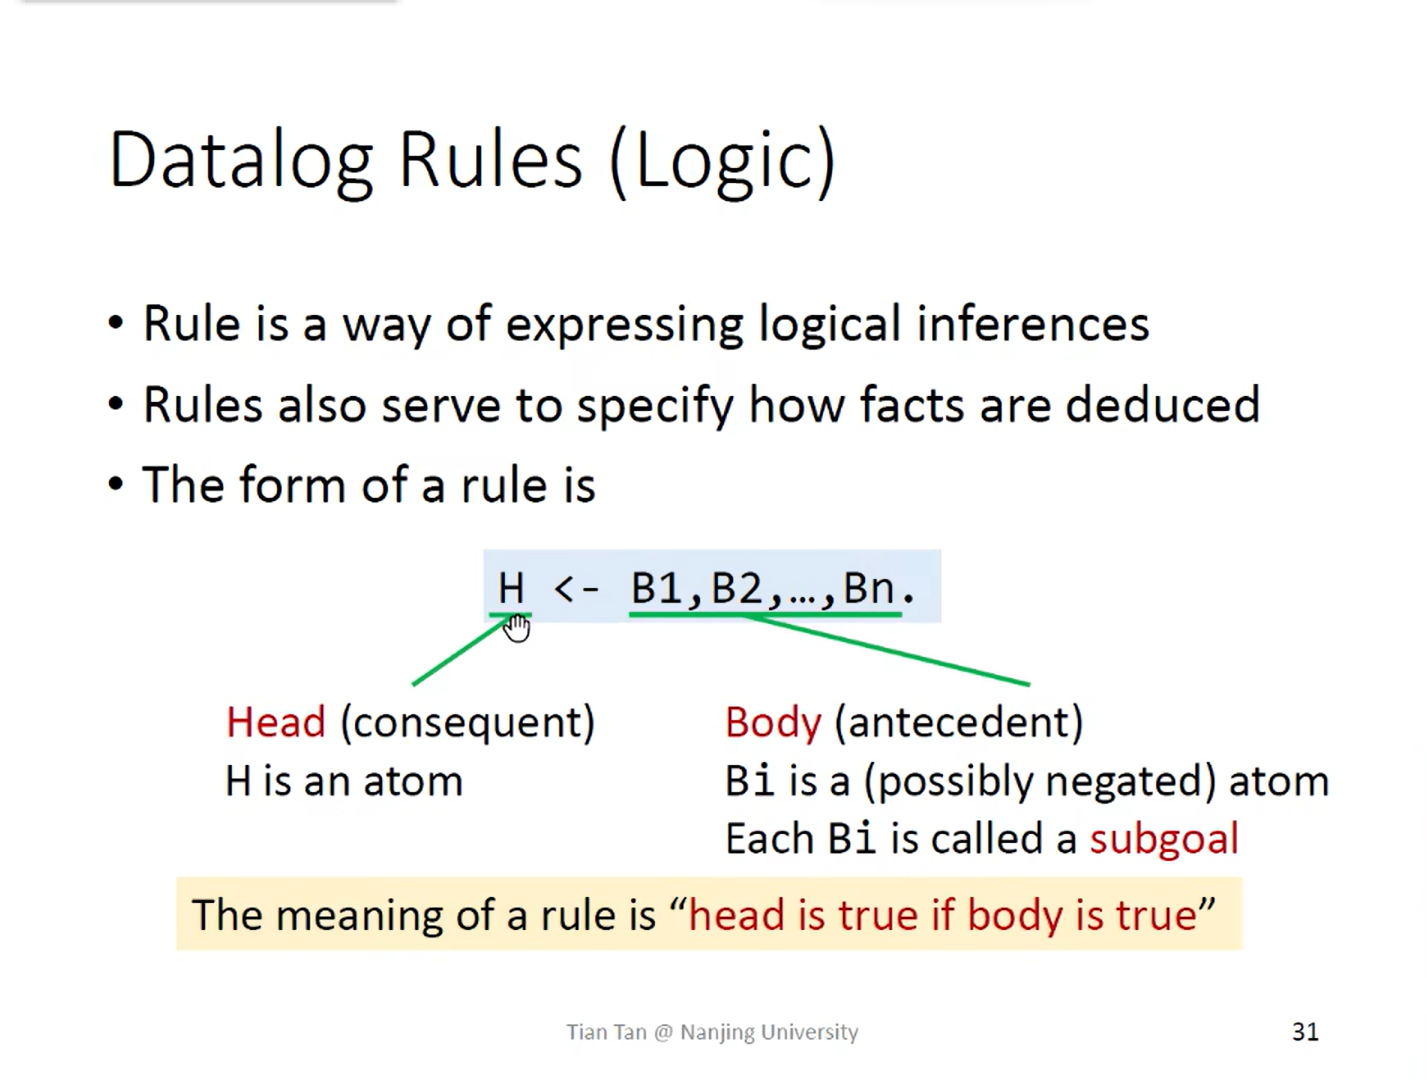 Datalog Rules (Logic)
• Rule is a way of expressing logical inferences
• Rules also serve to specify how facts are deduced
• The form of a rule is
H <- B1,B2,…,Bn.
Head (consequent)
H is an atom
Body (antecedent)
Bi is a (possibly negated) atom
Each Bi is called a subgoal
The meaning of a rule is “head is true if body is true”
Tian Tan @ Nanjing University
31